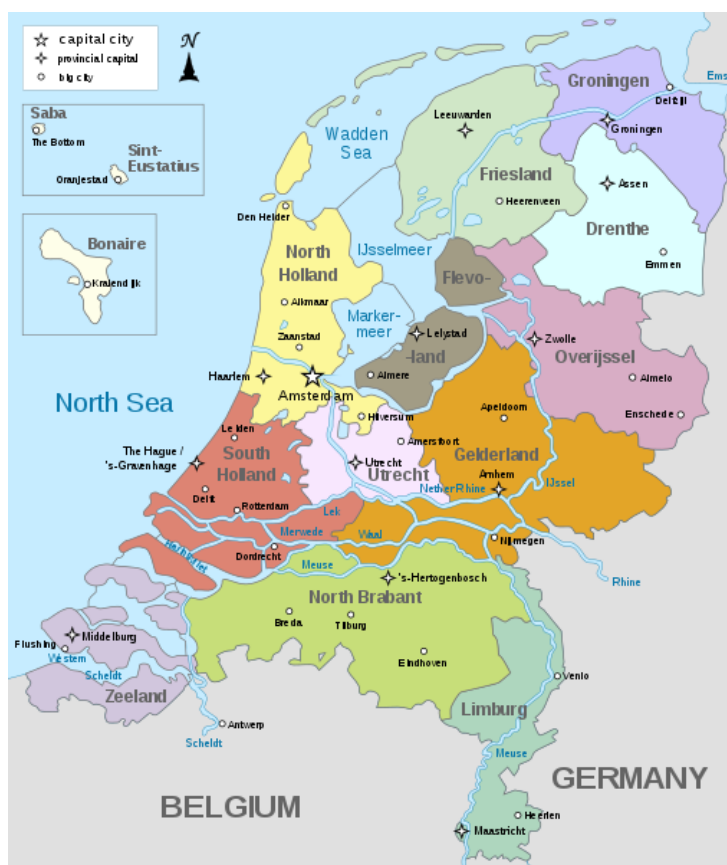 capital city
provincial capital
big city
N
Saba
The Bottom
Sint-
Eustatius
Oranjestad
Bonaire
Kralendijk
Groningen
Ems
Delfzijl
Groningen
Leeuwarden
Wadden
Sea
Friesland
Assen
Heerenveen
Den Helder
Drenthe
North
Holland
IJsselmeer
Emmen
Flevo-
Alkmaar
Marker-
meer
Lelystad
Zaanstad
Zwolle
-land
Overijssel
Haarlem
Almere
Almelo
North Sea
Amsterdam
Apeldoorn
Enschede
Hilversum
Leiden
Amersfoort
The Hague /
's-Gravenhage
South
Holland
Utrecht
Utrecht
Gelderland
Arnhem
IJssel
Delft
Nether Rhine
Rotterdam
Lek
Merwede
Waal
Nijmegen
Haringvliet
Dordrecht
Meuse
Rhine
's-Hertogenbosch
North Brabant
Breda
Tilburg
Middelburg
Flushing
Western
Scheldt
Eindhoven
Venlo
Zeeland
Limburg
Antwerp
Scheldt
Meuse
GERMANY
BELGIUM
Heerlen
Maastricht